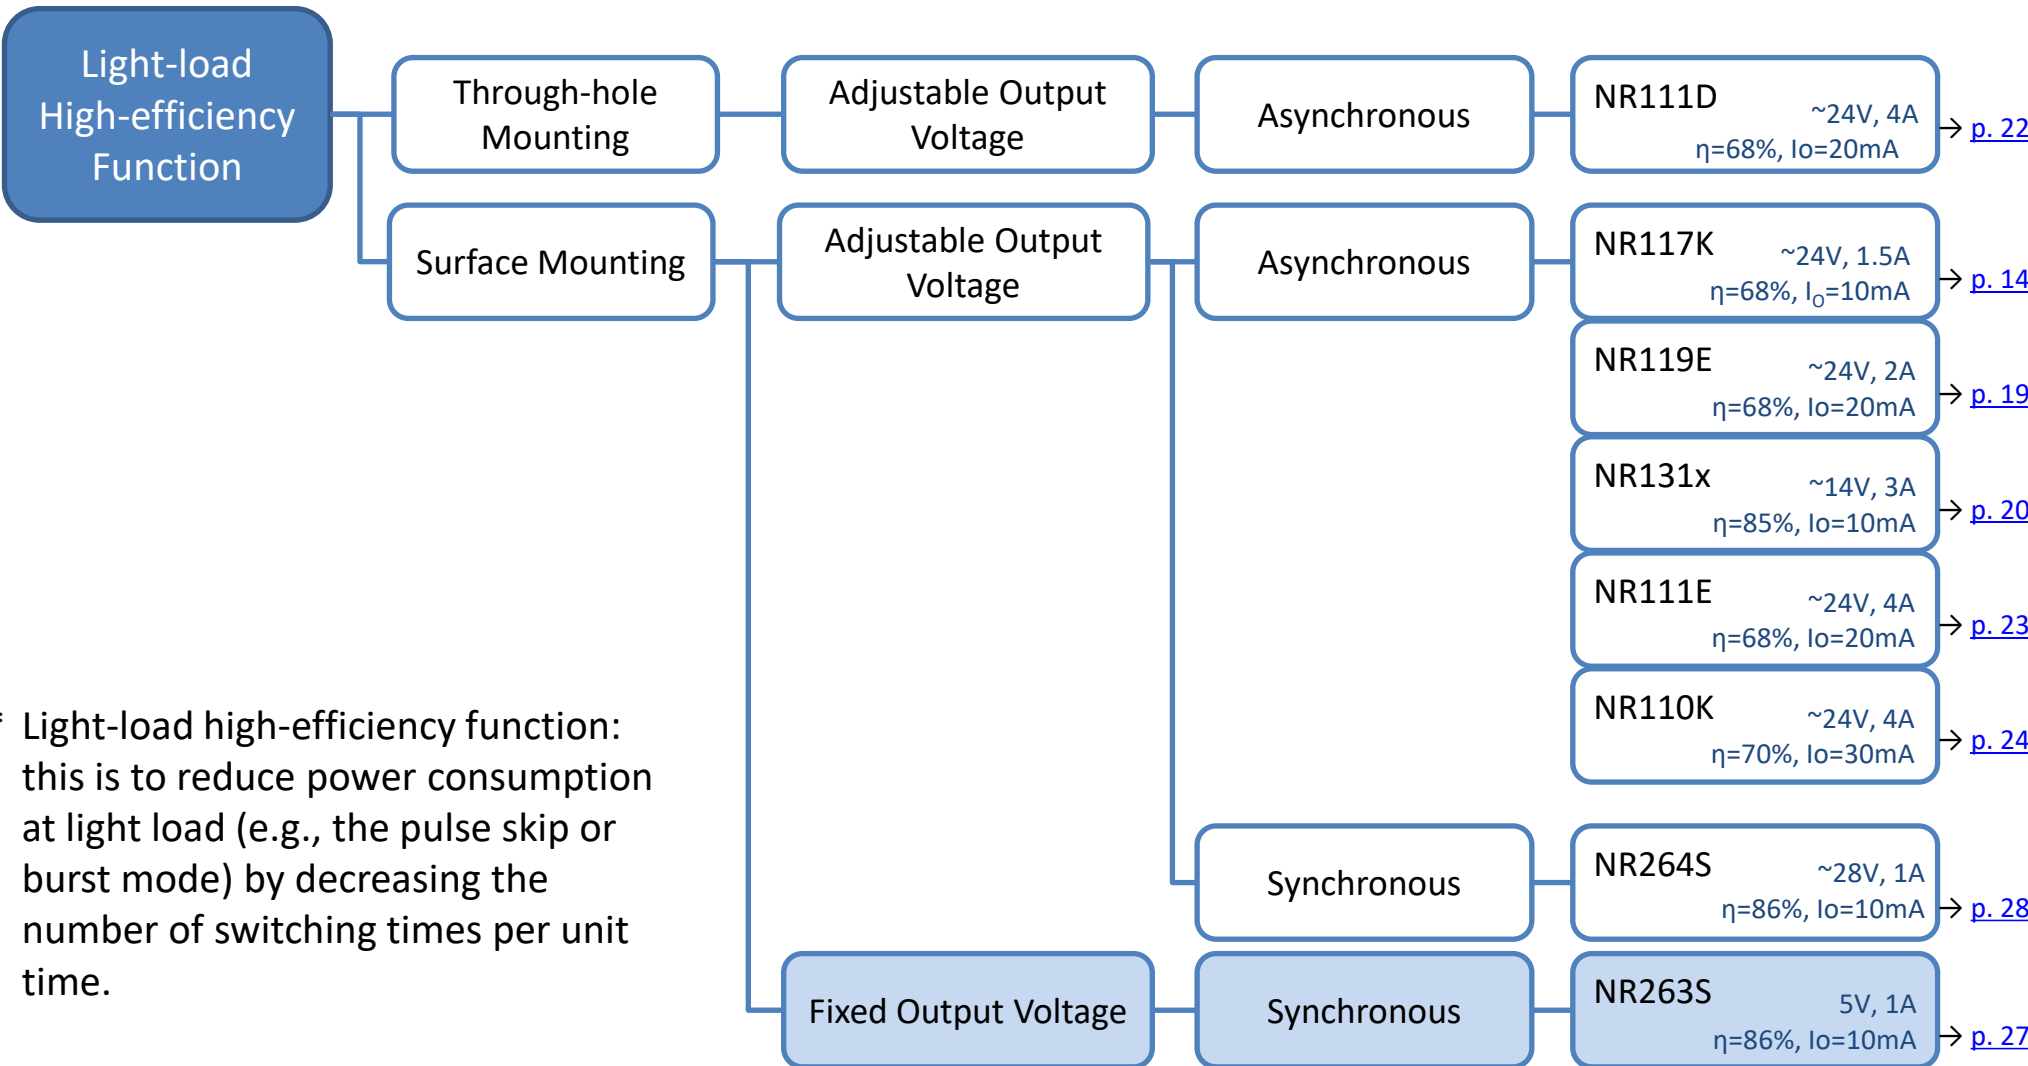 Light-load
High-efficiency
Function
Through-hole
Mounting
Adjustable Output
Voltage
Asynchronous
NR111D
~24V, 4A
η=68%, Io=20mA
→ p. 22
Surface Mounting
Adjustable Output
Voltage
Asynchronous
NR117K
~24V, 1.5A
η=68%, IO=10mA
→ p. 14
NR119E
~24V, 2A
η=68%, Io=20mA
→ p. 19
NR131x
~14V, 3A
η=85%, Io=10mA
→ p. 20
NR111E
~24V, 4A
η=68%, Io=20mA
→ p. 23
NR110K
~24V, 4A
η=70%, Io=30mA
→ p. 24
Synchronous
NR264S
~28V, 1A
η=86%, Io=10mA
→ p. 28
Fixed Output Voltage
Synchronous
NR263S
5V, 1A
η=86%, Io=10mA
→ p. 27
* Light-load high-efficiency function:
this is to reduce power consumption
at light load (e.g., the pulse skip or
burst mode) by decreasing the
number of switching times per unit
time.